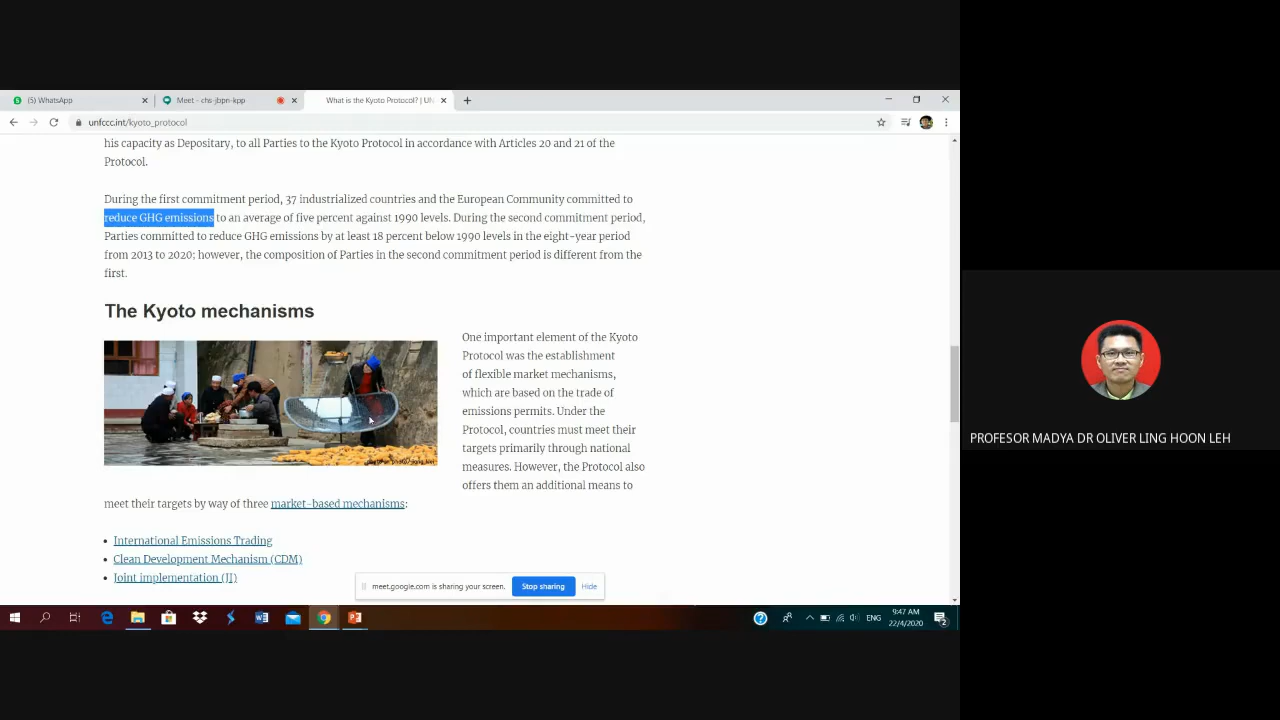 (5) WhatsApp
Meet - chs-jbpn-kpp
What is the Kyoto Protocol? | UN
unfccc.int/kyoto_protocol
his capacity as Depositary, to all Parties to the Kyoto Protocol in accordance with Articles 20 and 21 of the
Protocol.
During the first commitment period, 37 industrialized countries and the European Community committed to
reduce GHG emissions to an average of five percent against 1990 levels. During the second commitment period,
Parties committed to reduce GHG emissions by at least 18 percent below 1990 levels in the eight-year period
from 2013 to 2020; however, the composition of Parties in the second commitment period is different from the
first.
The Kyoto mechanisms
One important element of the Kyoto
Protocol was the establishment
of flexible market mechanisms,
which are based on the trade of
emissions permits. Under the
Protocol, countries must meet their
targets primarily through national
measures. However, the Protocol also
offers them an additional means to
meet their targets by way of three market-based mechanisms:
International Emissions Trading
Clean Development Mechanism (CDM)
Joint implementation (JI)
meet.google.com is sharing your screen.
Stop sharing
Hide
ENG
9:47 AM
22/4/2020
2
PROFESOR MADYA DR OLIVER LING HOON LEH